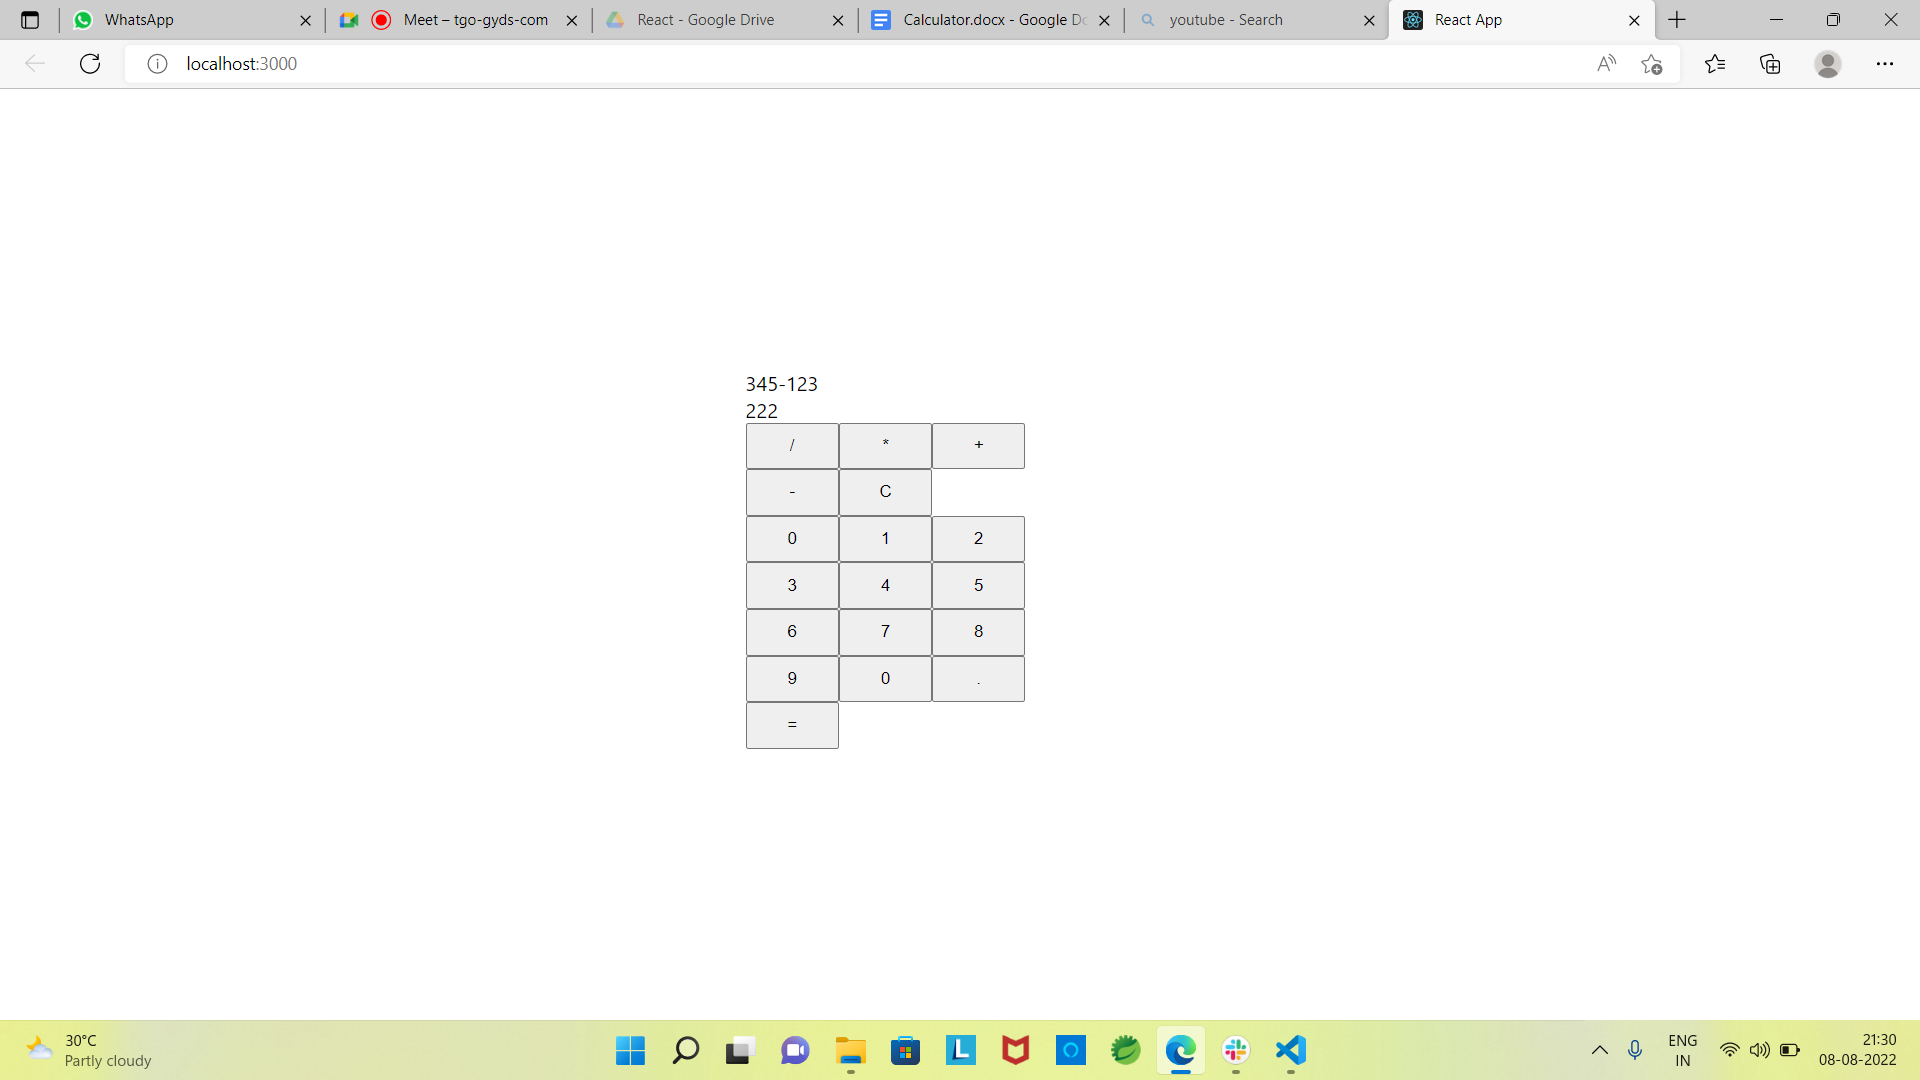 WhatsApp
Meet – tgo-gyds-com
React - Google Drive
Calculator.docx - Google Do
youtube - Search
React App
localhost:3000
345-123
222
/ * +
- C
0 1 2
3 4 5
6 7 8
9 0 .
=
30°C
Partly cloudy
ENG
IN
21:30
08-08-2022